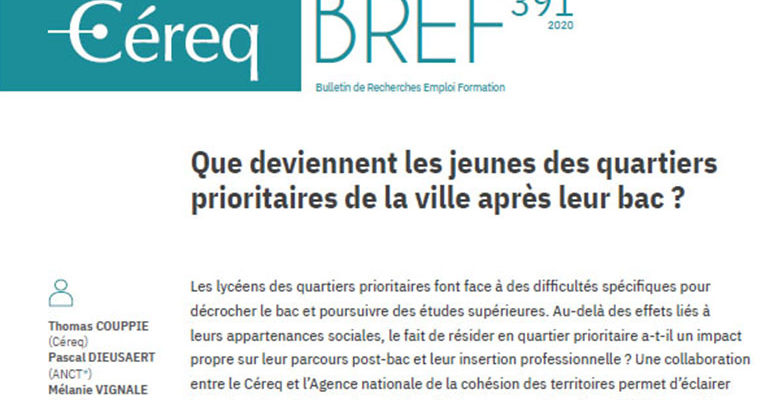 Céreq
BREF 391
2020
Bulletin de Recherches Emploi Formation
Que deviennent les jeunes des quartiers
prioritaires de la ville après leur bac ?
Les lycéens des quartiers prioritaires font face à des difficultés spécifiques pour
décrocher le bac et poursuivre des études supérieures. Au-delà des effets liés à
leurs appartenances sociales, le fait de résider en quartier prioritaire a-t-il un impact
propre sur leur parcours post-bac et leur insertion professionnelle ? Une collaboration
entre le Céreq et l’Agence nationale de la cohésion des territoires permet d’éclairer
Thomas COUPPIE
(Céreq)
Pascal DIEUSAERT
(ANCT*)
Mélanie VIGNALE